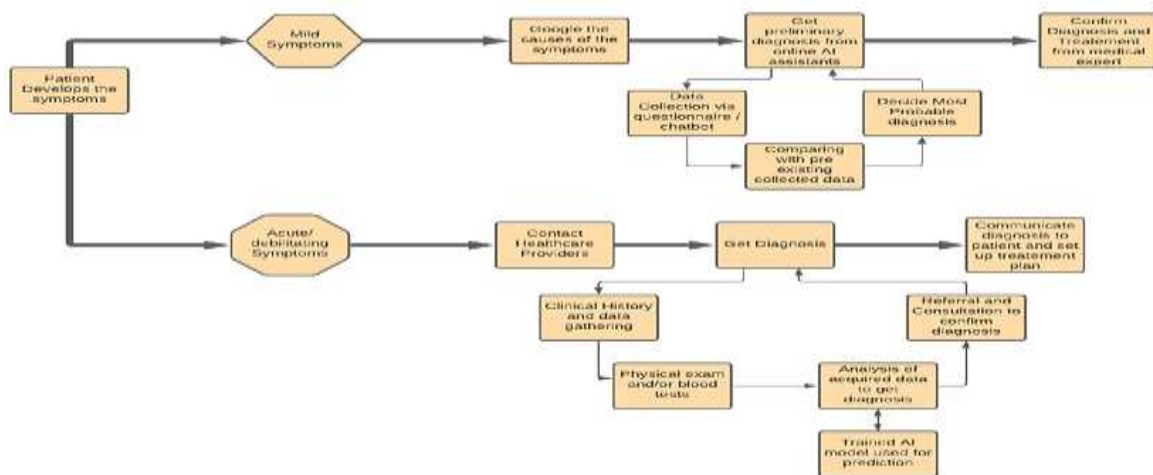 Mild
Symptoms
Google the
causes of the
symptoms
Get
preliminary
diagnosis from
online AI
assistants
Confirm
Diagnosis and
Treatement
from medical
expert
Patient
Develops the
symptoms
Data
Collection via
questionnaire /
chatbot
Decide Most
Probable
diagnosis
Comparing
with pre
existing
collected data
Acute/
debilitating
Symptoms
Contact
Healthcare
Providers
Get Diagnosis
Communicate
diagnosis to
patient and set
up treatement
plan
Clinical History
and data
gathering
Referral and
Consultation to
confirm
diagnosis
Physical exam
and/or blood
tests
Analysis of
acquired data
to get
diagnosis
Trained AI
model used for
prediction